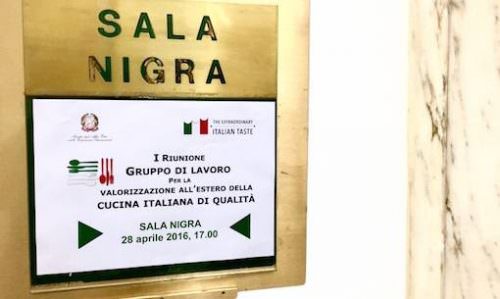 SALA
NIGRA
THE EXTRAORDINARY
ITALIAN TASTE
I RIUNIONE
GRUPPO DI LAVORO
PER LA
VALORIZZAZIONE ALL'ESTERO DELLA
CUCINA ITALIANA DI QUALITÀ
SALA NIGRA
28 aprile 2016, 17.00